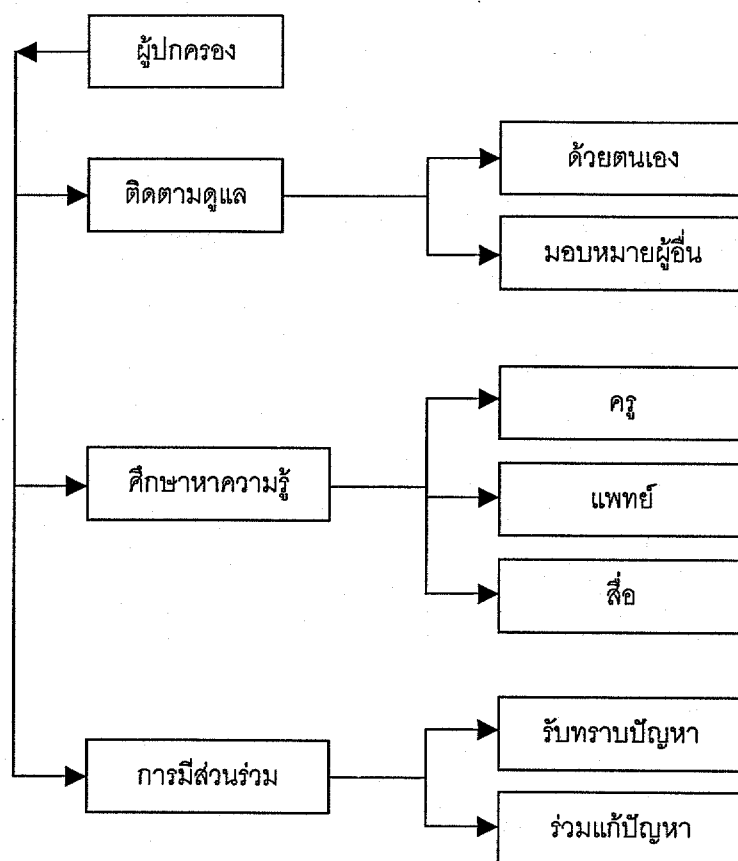 ผู้ปกครอง
ติดตามดูแล
ด้วยตนเอง
มอบหมายผู้อื่น
ศึกษาหาความรู้
ครู
แพทย์
สื่อ
การมีส่วนร่วม
รับทราบปัญหา
ร่วมแก้ปัญหา